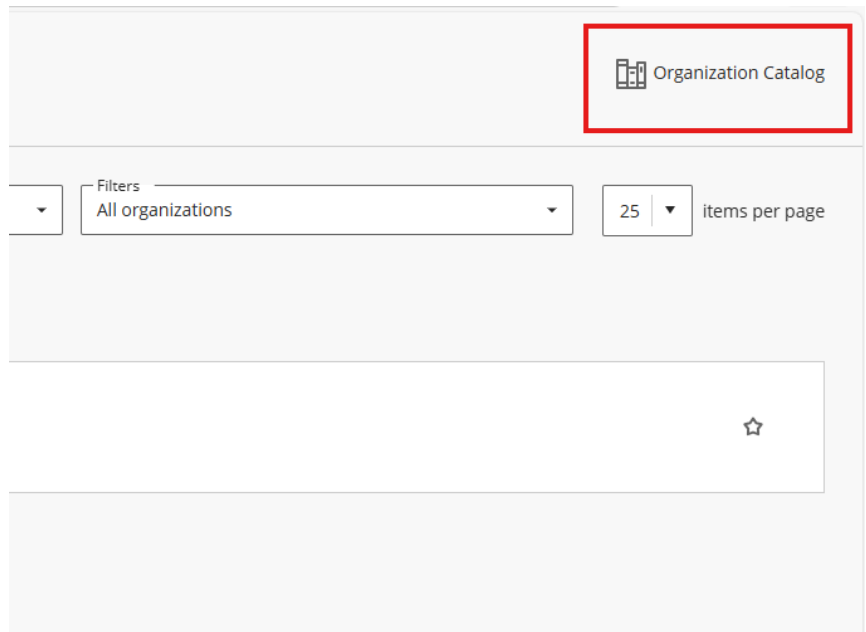 Organization Catalog
Filters
All organizations
25
items per page